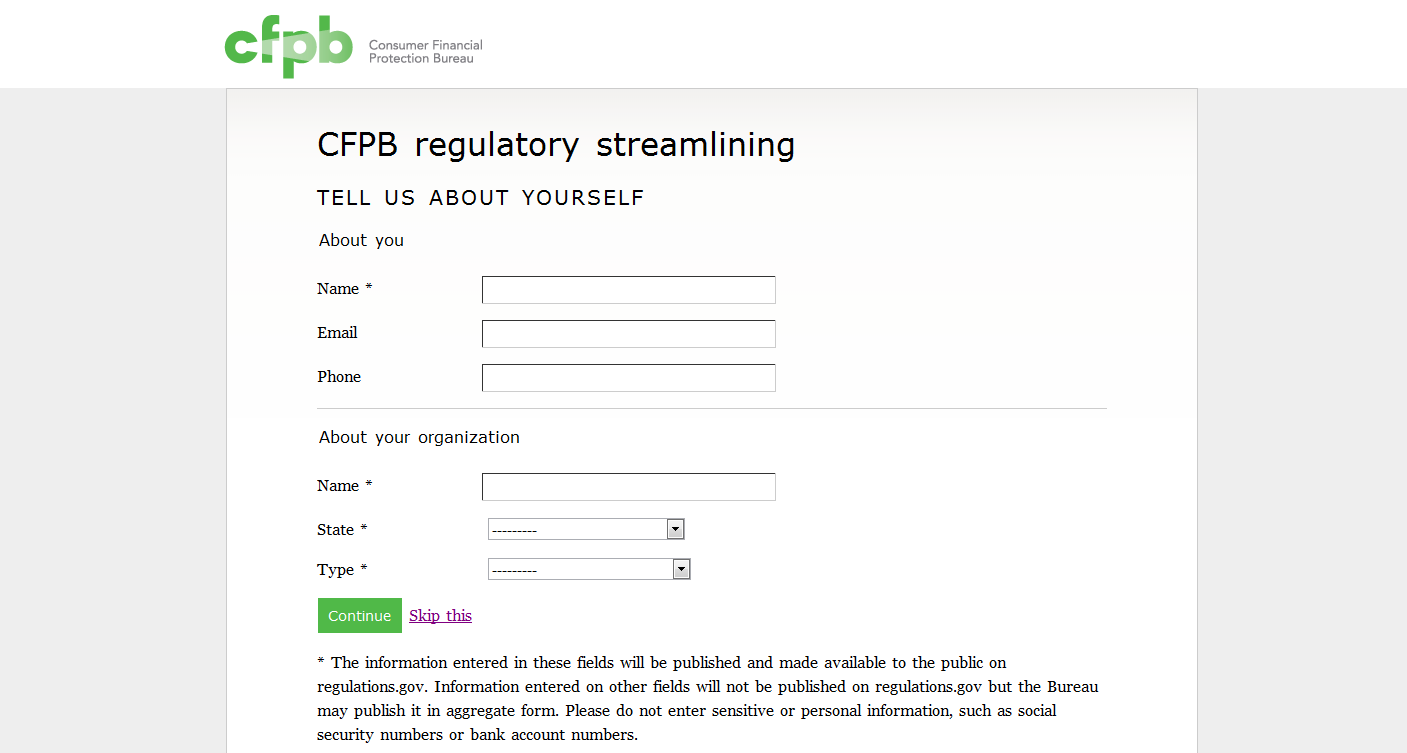 cfpb
Consumer Financial
Protection Bureau
CFPB regulatory streamlining
TELL US ABOUT YOURSELF
About you
Name *
Email
Phone
About your organization
Name *
State * ---------
Type * ---------
Continue Skip this
* The information entered in these fields will be published and made available to the public on
regulations.gov. Information entered on other fields will not be published on regulations.gov but the Bureau
may publish it in aggregate form. Please do not enter sensitive or personal information, such as social
security numbers or bank account numbers.